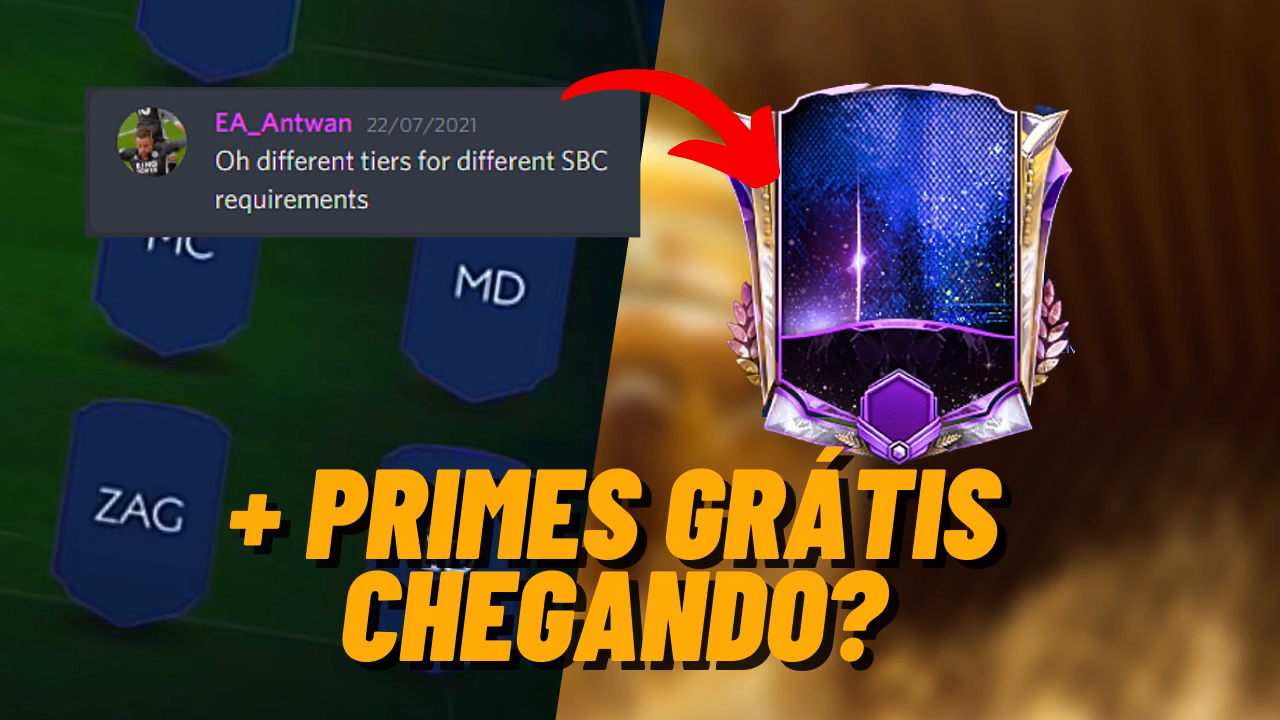 EA_Antwan 22/07/2021
Oh different tiers for different SBC
requirements
MC
MD
ZAG
+ PRIMES GRÁTIS
CHEGANDO?